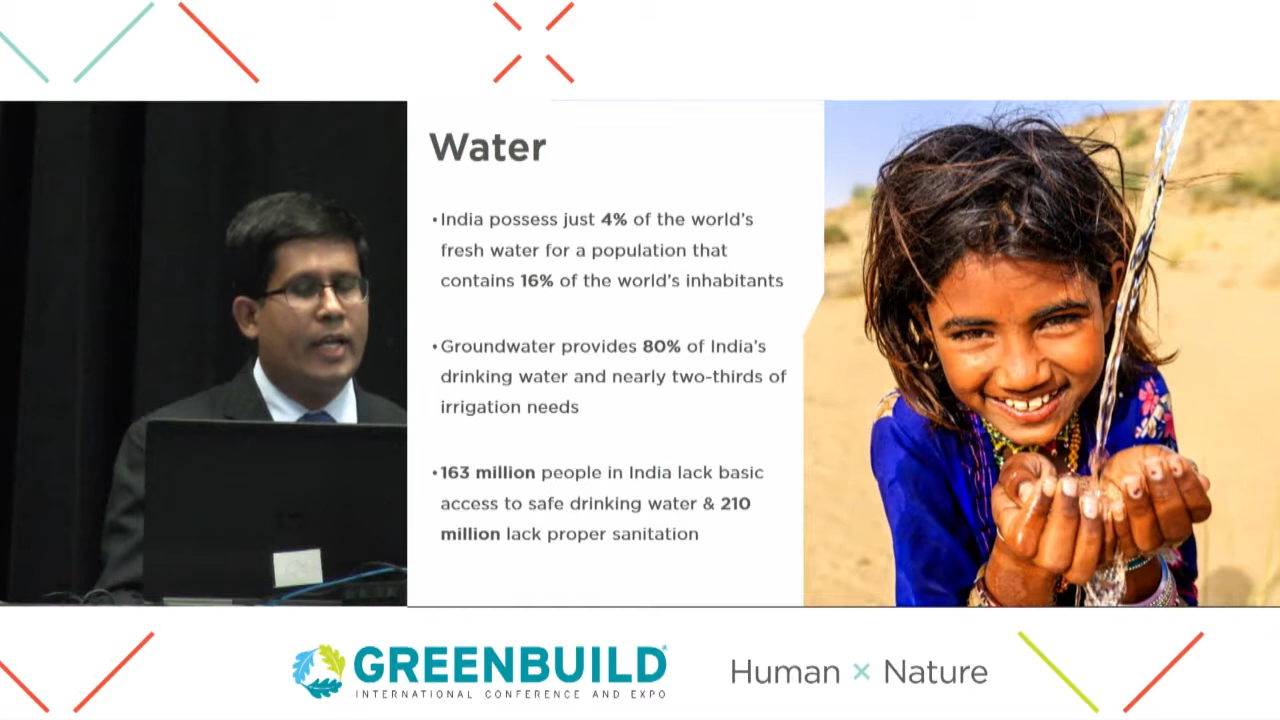 Water
•India possess just 4% of the world's
fresh water for a population that
contains 16% of the world's inhabitants
•Groundwater provides 80% of India's
drinking water and nearly two-thirds of
irrigation needs
•163 million people in India lack basic
access to safe drinking water & 210
million lack proper sanitation
GREENBUILD®
INTERNATIONAL CONFERENCE AND EXPO
Human × Nature